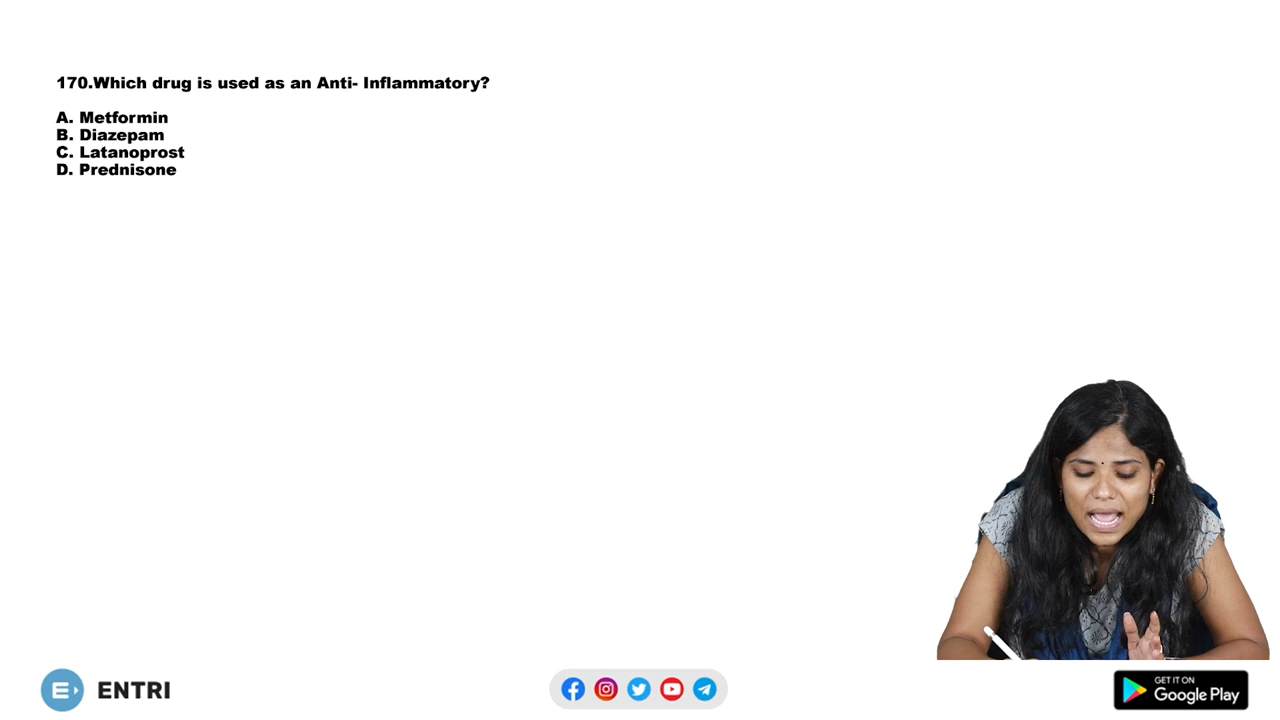 170.Which drug is used as an Anti- Inflammatory?
A. Metformin
B. Diazepam
C. Latanoprost
D. Prednisone
E ENTRI
GET IT ON
Google Play